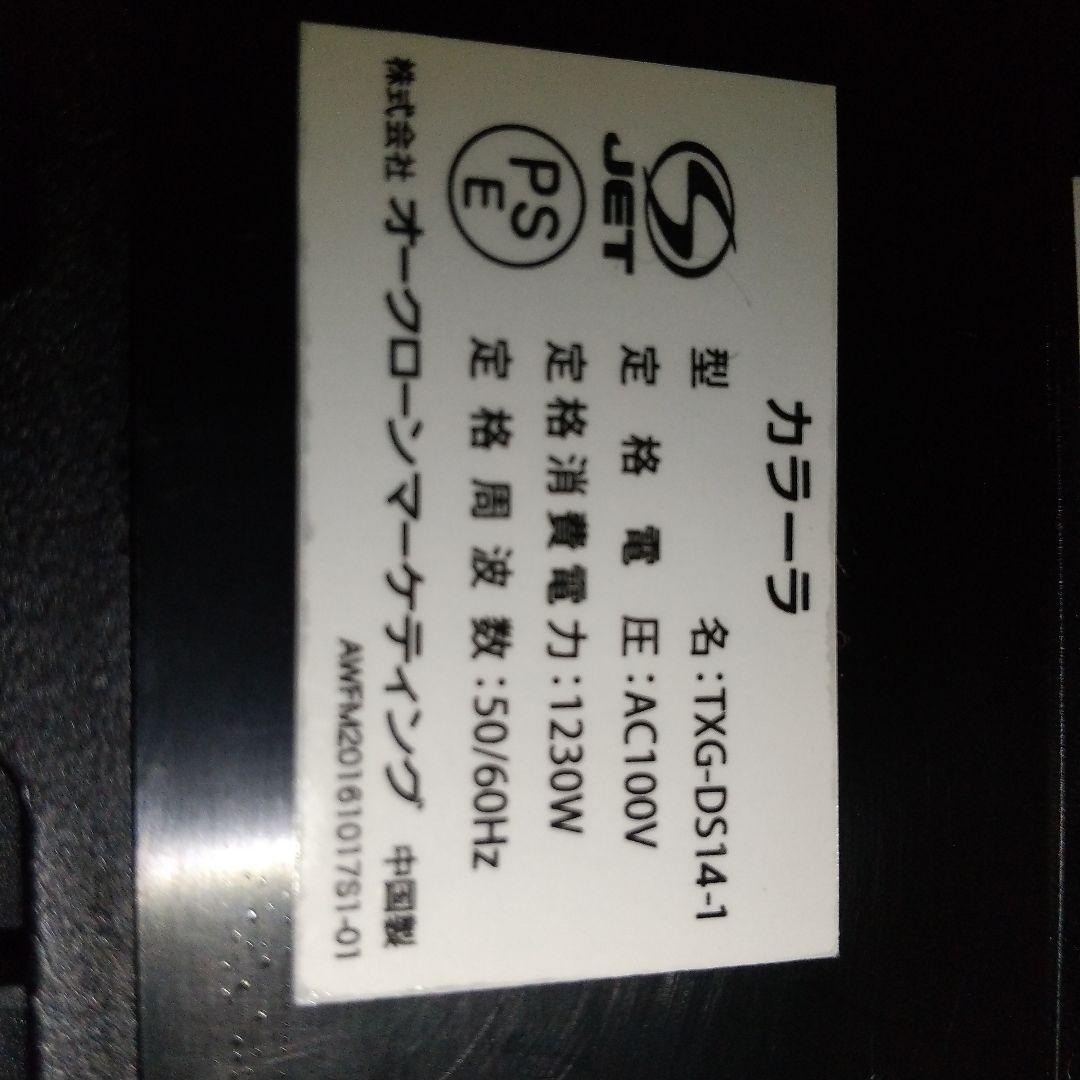 カラーラ
S
JET
PS
E
型名:TXG-DS14-1
定格電圧:AC100V
定格消費電力:1230W
定格周波数:50/60Hz
株式会社 オークローンマーケティング 中国製
AWFM20161017S1-01